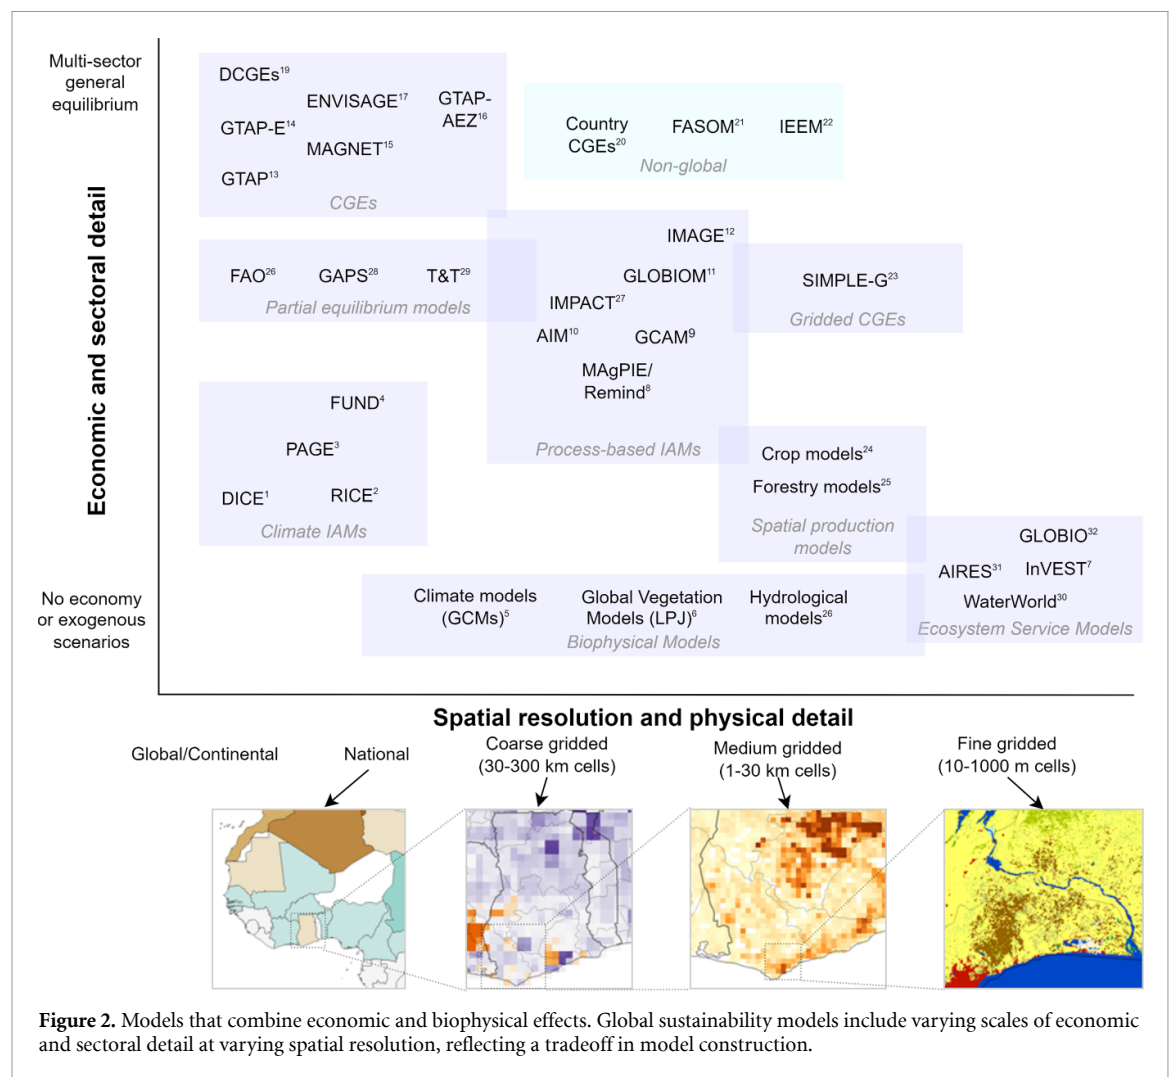 Multi-sector
general
equilibrium
Economic and sectoral detail
No economy
or exogenous
scenarios
DCGEs19
ENVISAGE17
GTAP-
AEZ16
GTAP-E14
MAGNET15
GTAP13
CGEs
Country
CGEs20
FASOM21
IEEM22
Non-global
FAO26
GAPS28
T&T29
Partial equilibrium models
IMAGE12
GLOBIOM11
IMPACT27
AIM10
GCAM9
MAgPIE/
Remind8
Process-based IAMs
SIMPLE-G23
Gridded CGEs
FUND4
PAGE3
DICE1
RICE2
Climate IAMs
Crop models24
Forestry models25
Spatial production
models
GLOBIO32
AIRES31
InVEST7
WaterWorld30
Ecosystem Service Models
Climate models
(GCMs)5
Global Vegetation
Models (LPJ)6
Hydrological
models26
Biophysical Models
Spatial resolution and physical detail
Global/Continental
National
Coarse gridded
(30-300 km cells)
Medium gridded
(1-30 km cells)
Fine gridded
(10-1000 m cells)
Figure 2. Models that combine economic and biophysical effects. Global sustainability models include varying scales of economic
and sectoral detail at varying spatial resolution, reflecting a tradeoff in model construction.